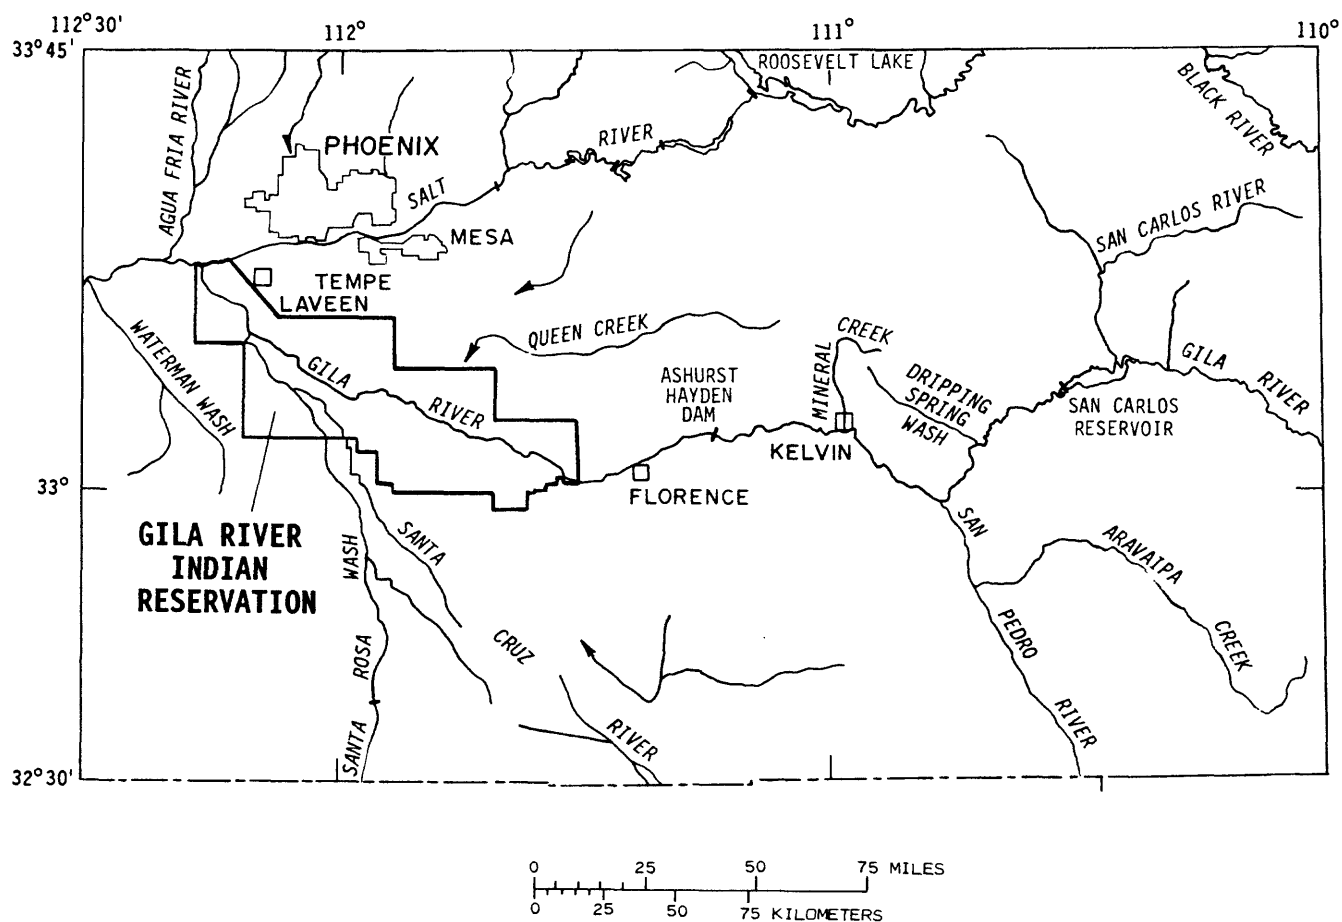 112°30'
112°
111°
110°
33°45'
ROOSEVELT LAKE
BLACK RIVER
AGUA FRIA RIVER
PHOENIX
RIVER
SALT
MESA
SAN CARLOS RIVER
TEMPE
LAVEEN
WATERMAN WASH
QUEEN CREEK
CREEK
MINERAL
GILA
RIVER
ASHURST
HAYDEN
DAM
DRIPPING
SPRING
WASH
GILA
RIVER
SAN CARLOS
RESERVOIR
KELVIN
33°
FLORENCE
GILA RIVER
INDIAN
RESERVATION
WASH
ROSA
SANTA
SANTA
CRUZ
RIVER
SAN
PEDRO
RIVER
ARAVAIPA
CREEK
32°30'
0 25 50 75 MILES
0 25 50 75 KILOMETERS